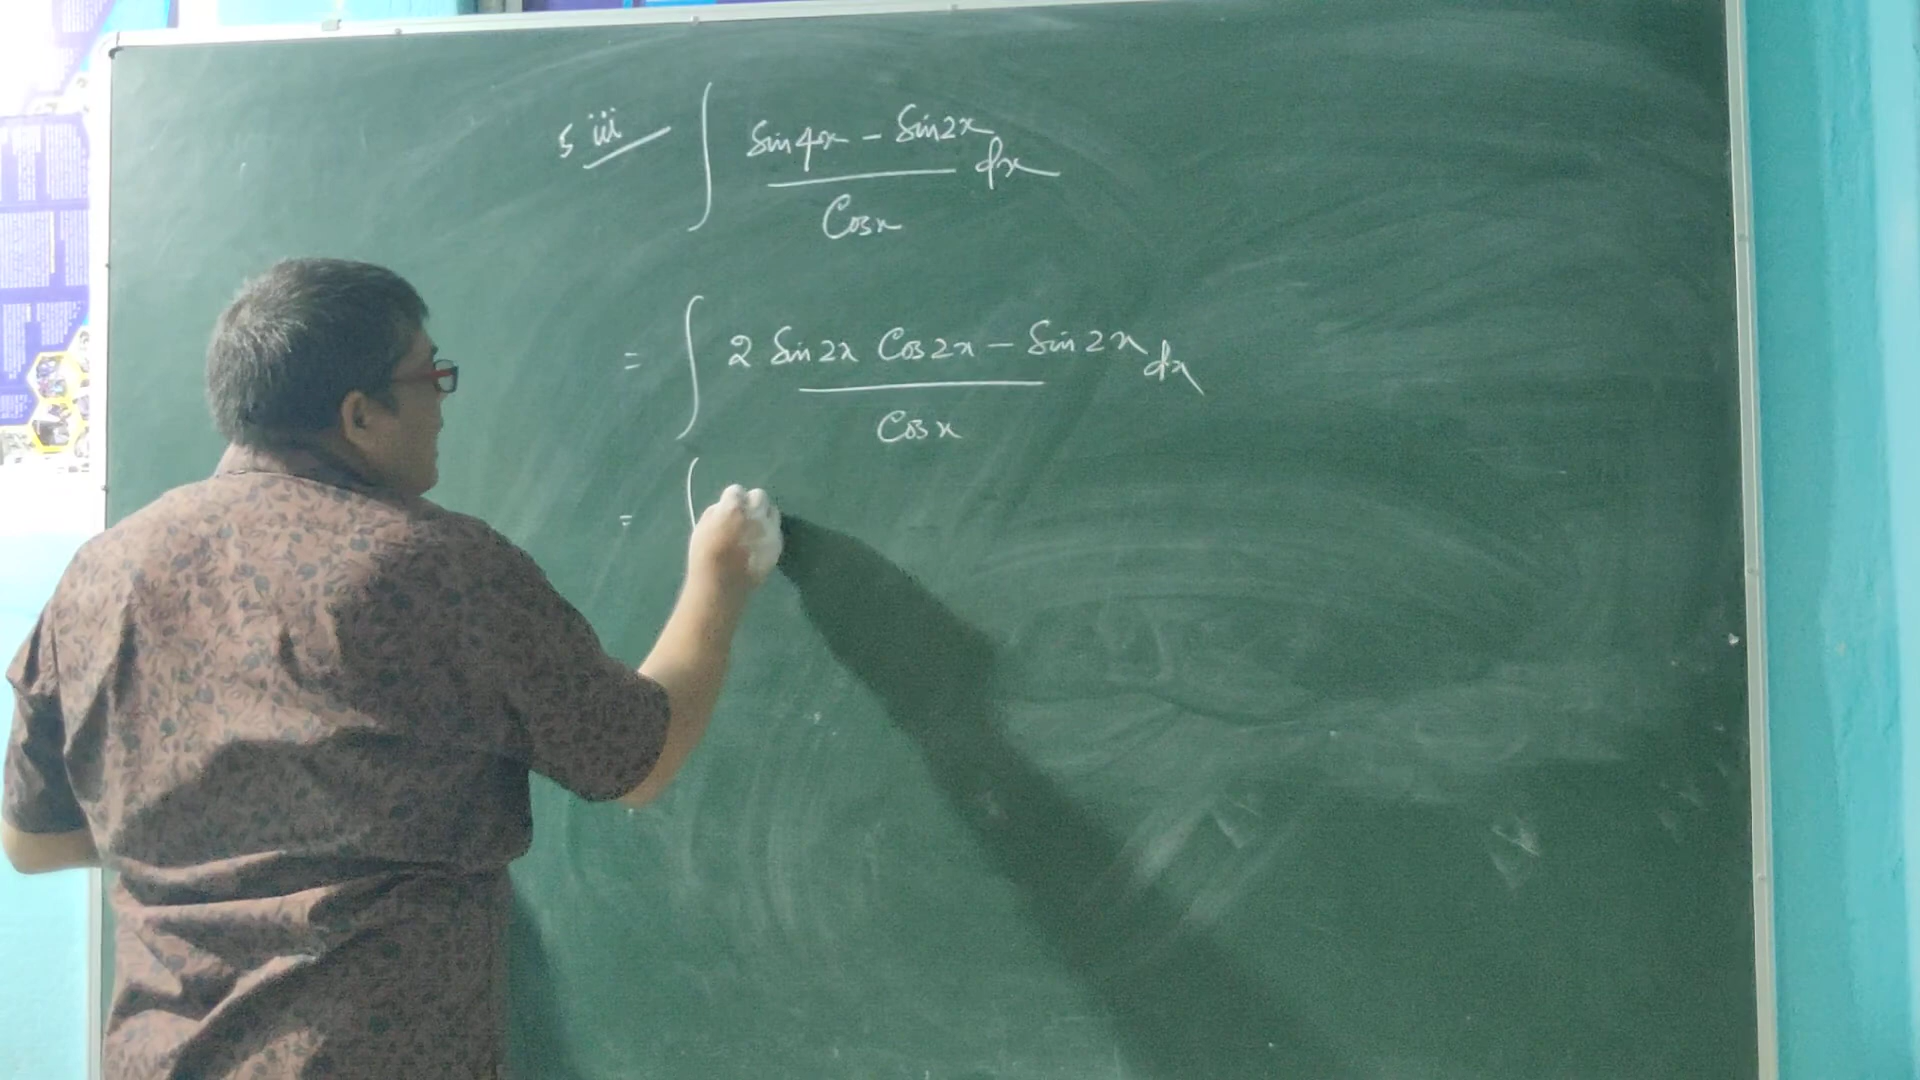 5 iii ∫ Sin4x - Sin2x / Cosx dx
= ∫ 2 Sin2x Cos2x - Sin2x / Cosx dx
= ∫